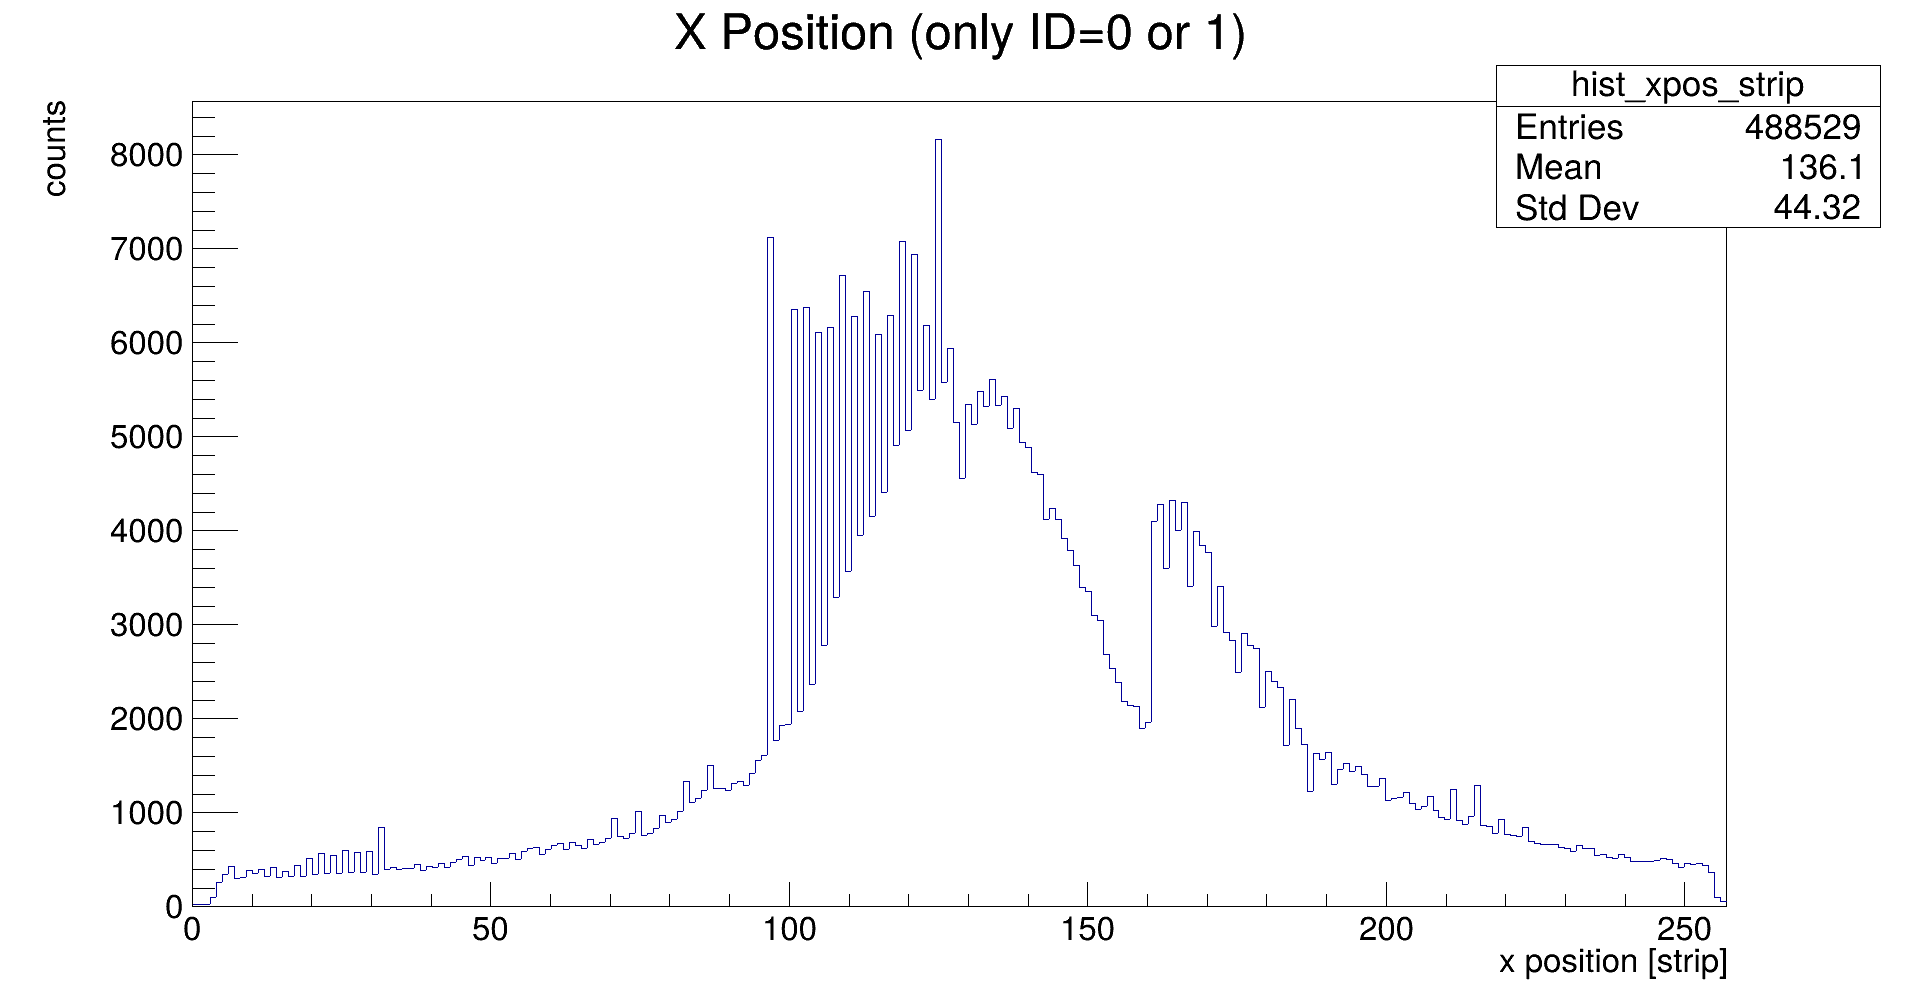 X Position (only ID=0 or 1)
hist_xpos_strip
Entries 488529
Mean 136.1
Std Dev 44.32
counts
8000
7000
6000
5000
4000
3000
2000
1000
0
0 50 100 150 200 250
x position [strip]